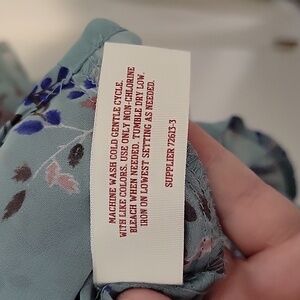 MACHINE WASH COLD GENTLE CYCLE.
WITH LIKE COLORS. USE ONLY NON-CHLORINE
BLEACH WHEN NEEDED. TUMBLE DRY LOW.
IRON ON LOWEST SETTING AS NEEDED.
SUPPLIER 72613-3